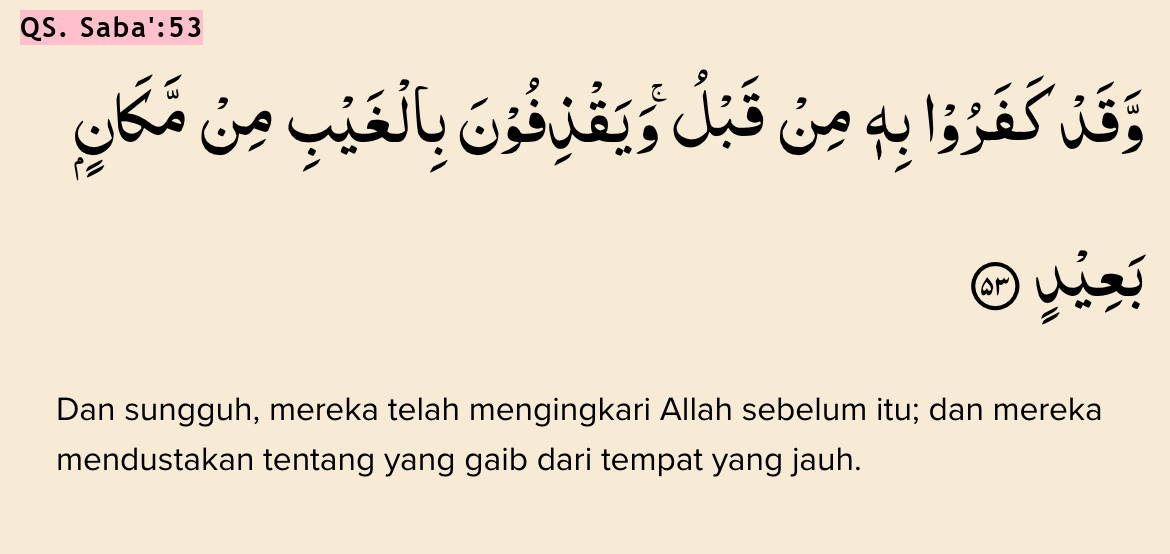 QS. Saba':53
وَّقَدْ كَفَرُوْا بِهٖ مِنْ قَبْلُ ۚوَيَقْذِفُوْنَ بِالْغَيْبِ مِنْ مَّكَانٍۢ
بَعِيْدٍ ۵۳
Dan sungguh, mereka telah mengingkari Allah sebelum itu; dan mereka
mendustakan tentang yang gaib dari tempat yang jauh.